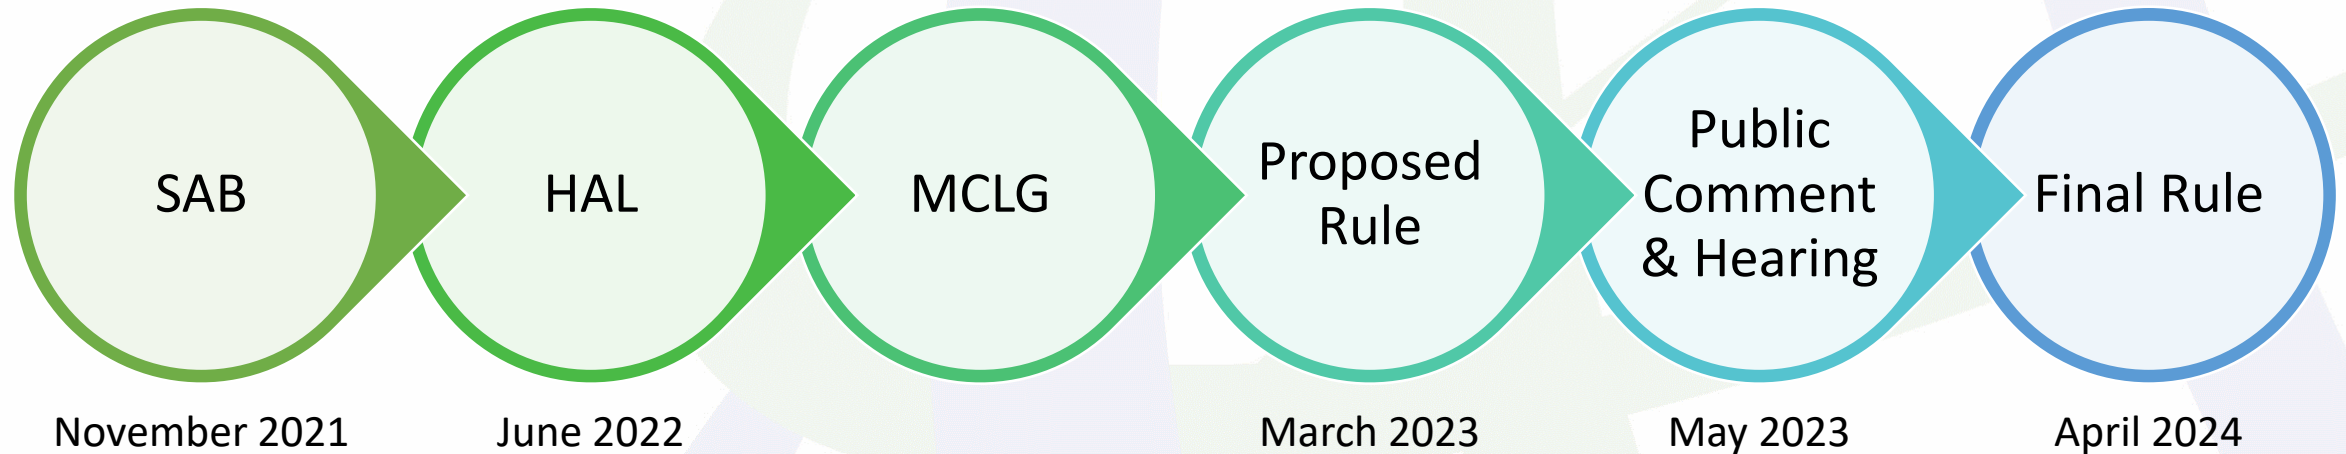 SAB
HAL
MCLG
Proposed
Rule
Public
Comment
& Hearing
Final Rule
November 2021
June 2022
March 2023
May 2023
April 2024